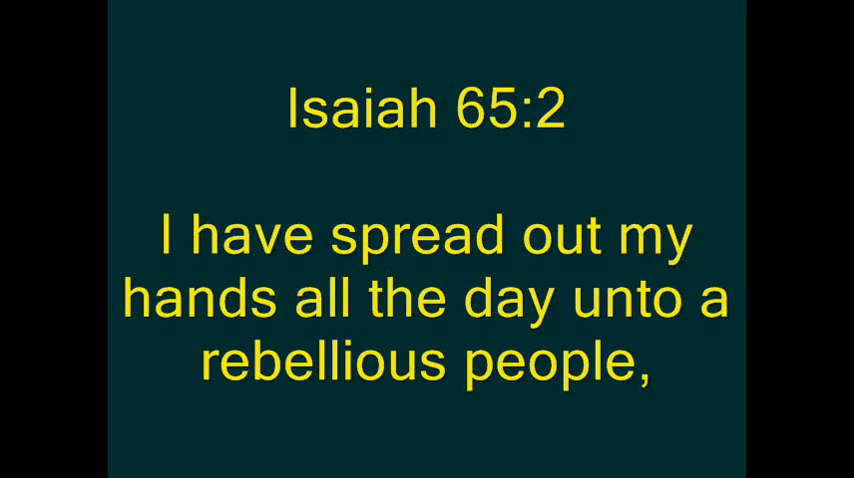 Isaiah 65:2
I have spread out my
hands all the day unto a
rebellious people,